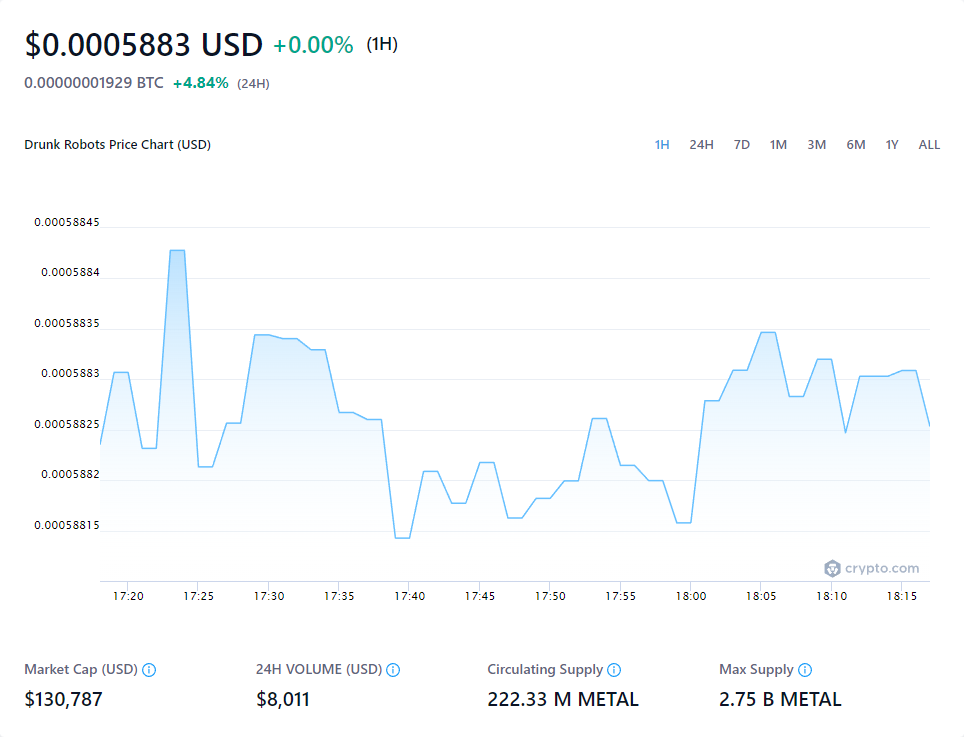 $0.0005883 USD +0.00% (1H)
0.00000001929 BTC +4.84% (24H)
Drunk Robots Price Chart (USD) 1H 24H 7D 1M 3M 6M 1Y ALL
0.00058845
0.0005884
0.00058835
0.0005883
0.00058825
0.0005882
0.00058815
crypto.com
17:20 17:25 17:30 17:35 17:40 17:45 17:50 17:55 18:00 18:05 18:10 18:15
Market Cap (USD) 24H VOLUME (USD) Circulating Supply Max Supply
$130,787 $8,011 222.33 M METAL 2.75 B METAL